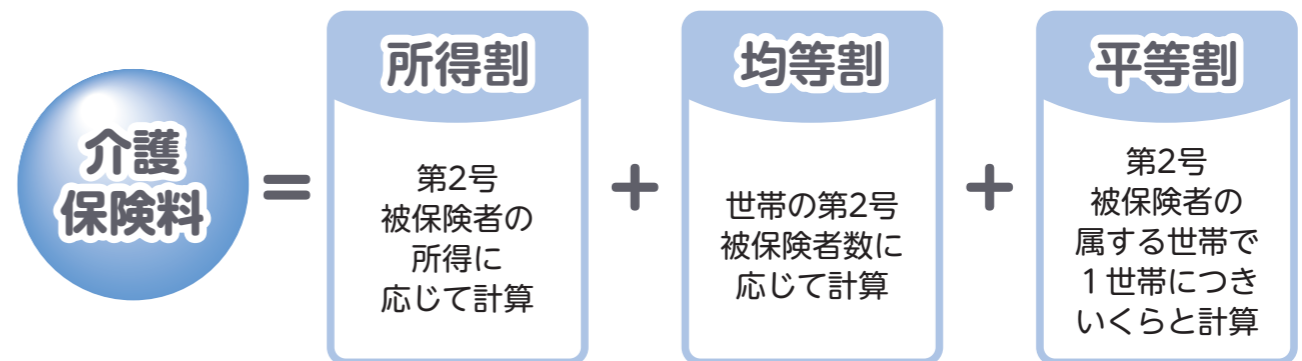 介護
保険料
=
所得割
第2号
被保険者の
所得に
応じて計算
+
均等割
世帯の第2号
被保険者数に
応じて計算
+
平等割
第2号
被保険者の
属する世帯で
1世帯につき
いくらと計算